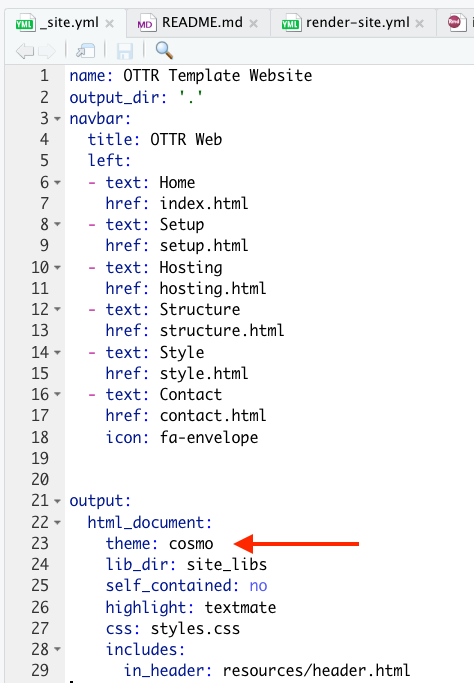 _site.yml × README.md × render-site.yml ×
1 name: OTTR Template Website
2 output_dir: '.'
3 navbar:
4   title: OTTR Web
5   left:
6   - text: Home
7     href: index.html
8   - text: Setup
9     href: setup.html
10   - text: Hosting
11     href: hosting.html
12   - text: Structure
13     href: structure.html
14   - text: Style
15     href: style.html
16   - text: Contact
17     href: contact.html
18     icon: fa-envelope
19
20
21 output:
22   html_document:
23     theme: cosmo
24     lib_dir: site_libs
25     self_contained: no
26     highlight: textmate
27     css: styles.css
28     includes:
29       in_header: resources/header.html